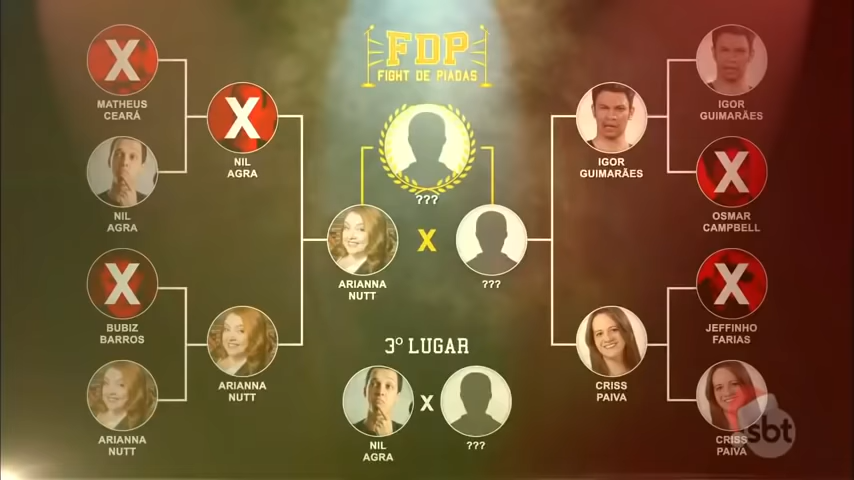 FDP
FIGHT DE PIADAS
X
MATHEUS
CEARÁ
NIL
AGRA
X
BUBIZ
BARROS
ARIANNA
NUTT
X
NIL
AGRA
ARIANNA
NUTT
ARIANNA
NUTT
???
X
???
3º LUGAR
NIL
AGRA
X
???
IGOR
GUIMARÃES
CRISS
PAIVA
IGOR
GUIMARÃES
X
OSMAR
CAMPBELL
X
JEFFINHO
FARIAS
CRISS
PAIVA
sbt